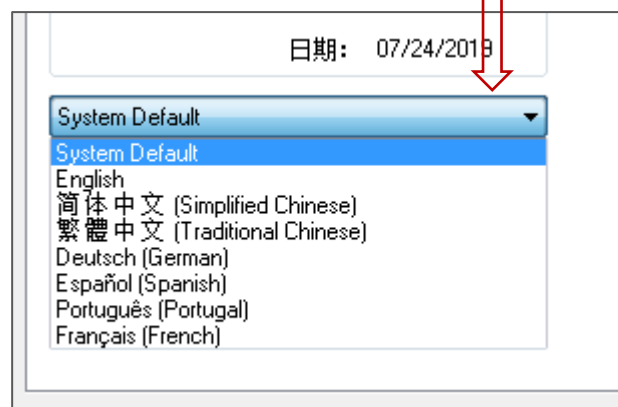 日期： 07/24/2019
System Default
System Default
English
简体中文 (Simplified Chinese)
繁體中文 (Traditional Chinese)
Deutsch (German)
Español (Spanish)
Português (Portugal)
Français (French)